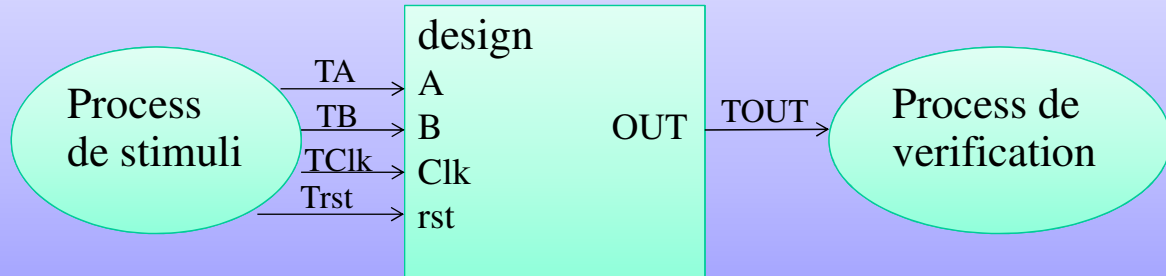 Process
de stimuli
TA
TB
TClk
Trst
design
A
B
Clk
rst
OUT
TOUT
Process de
verification